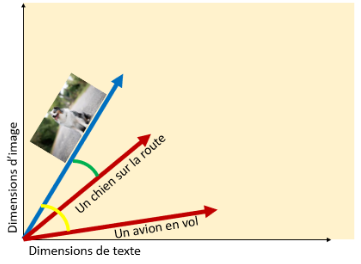 Dimensions d'image
Un chien sur la route
Un avion en vol
Dimensions de texte